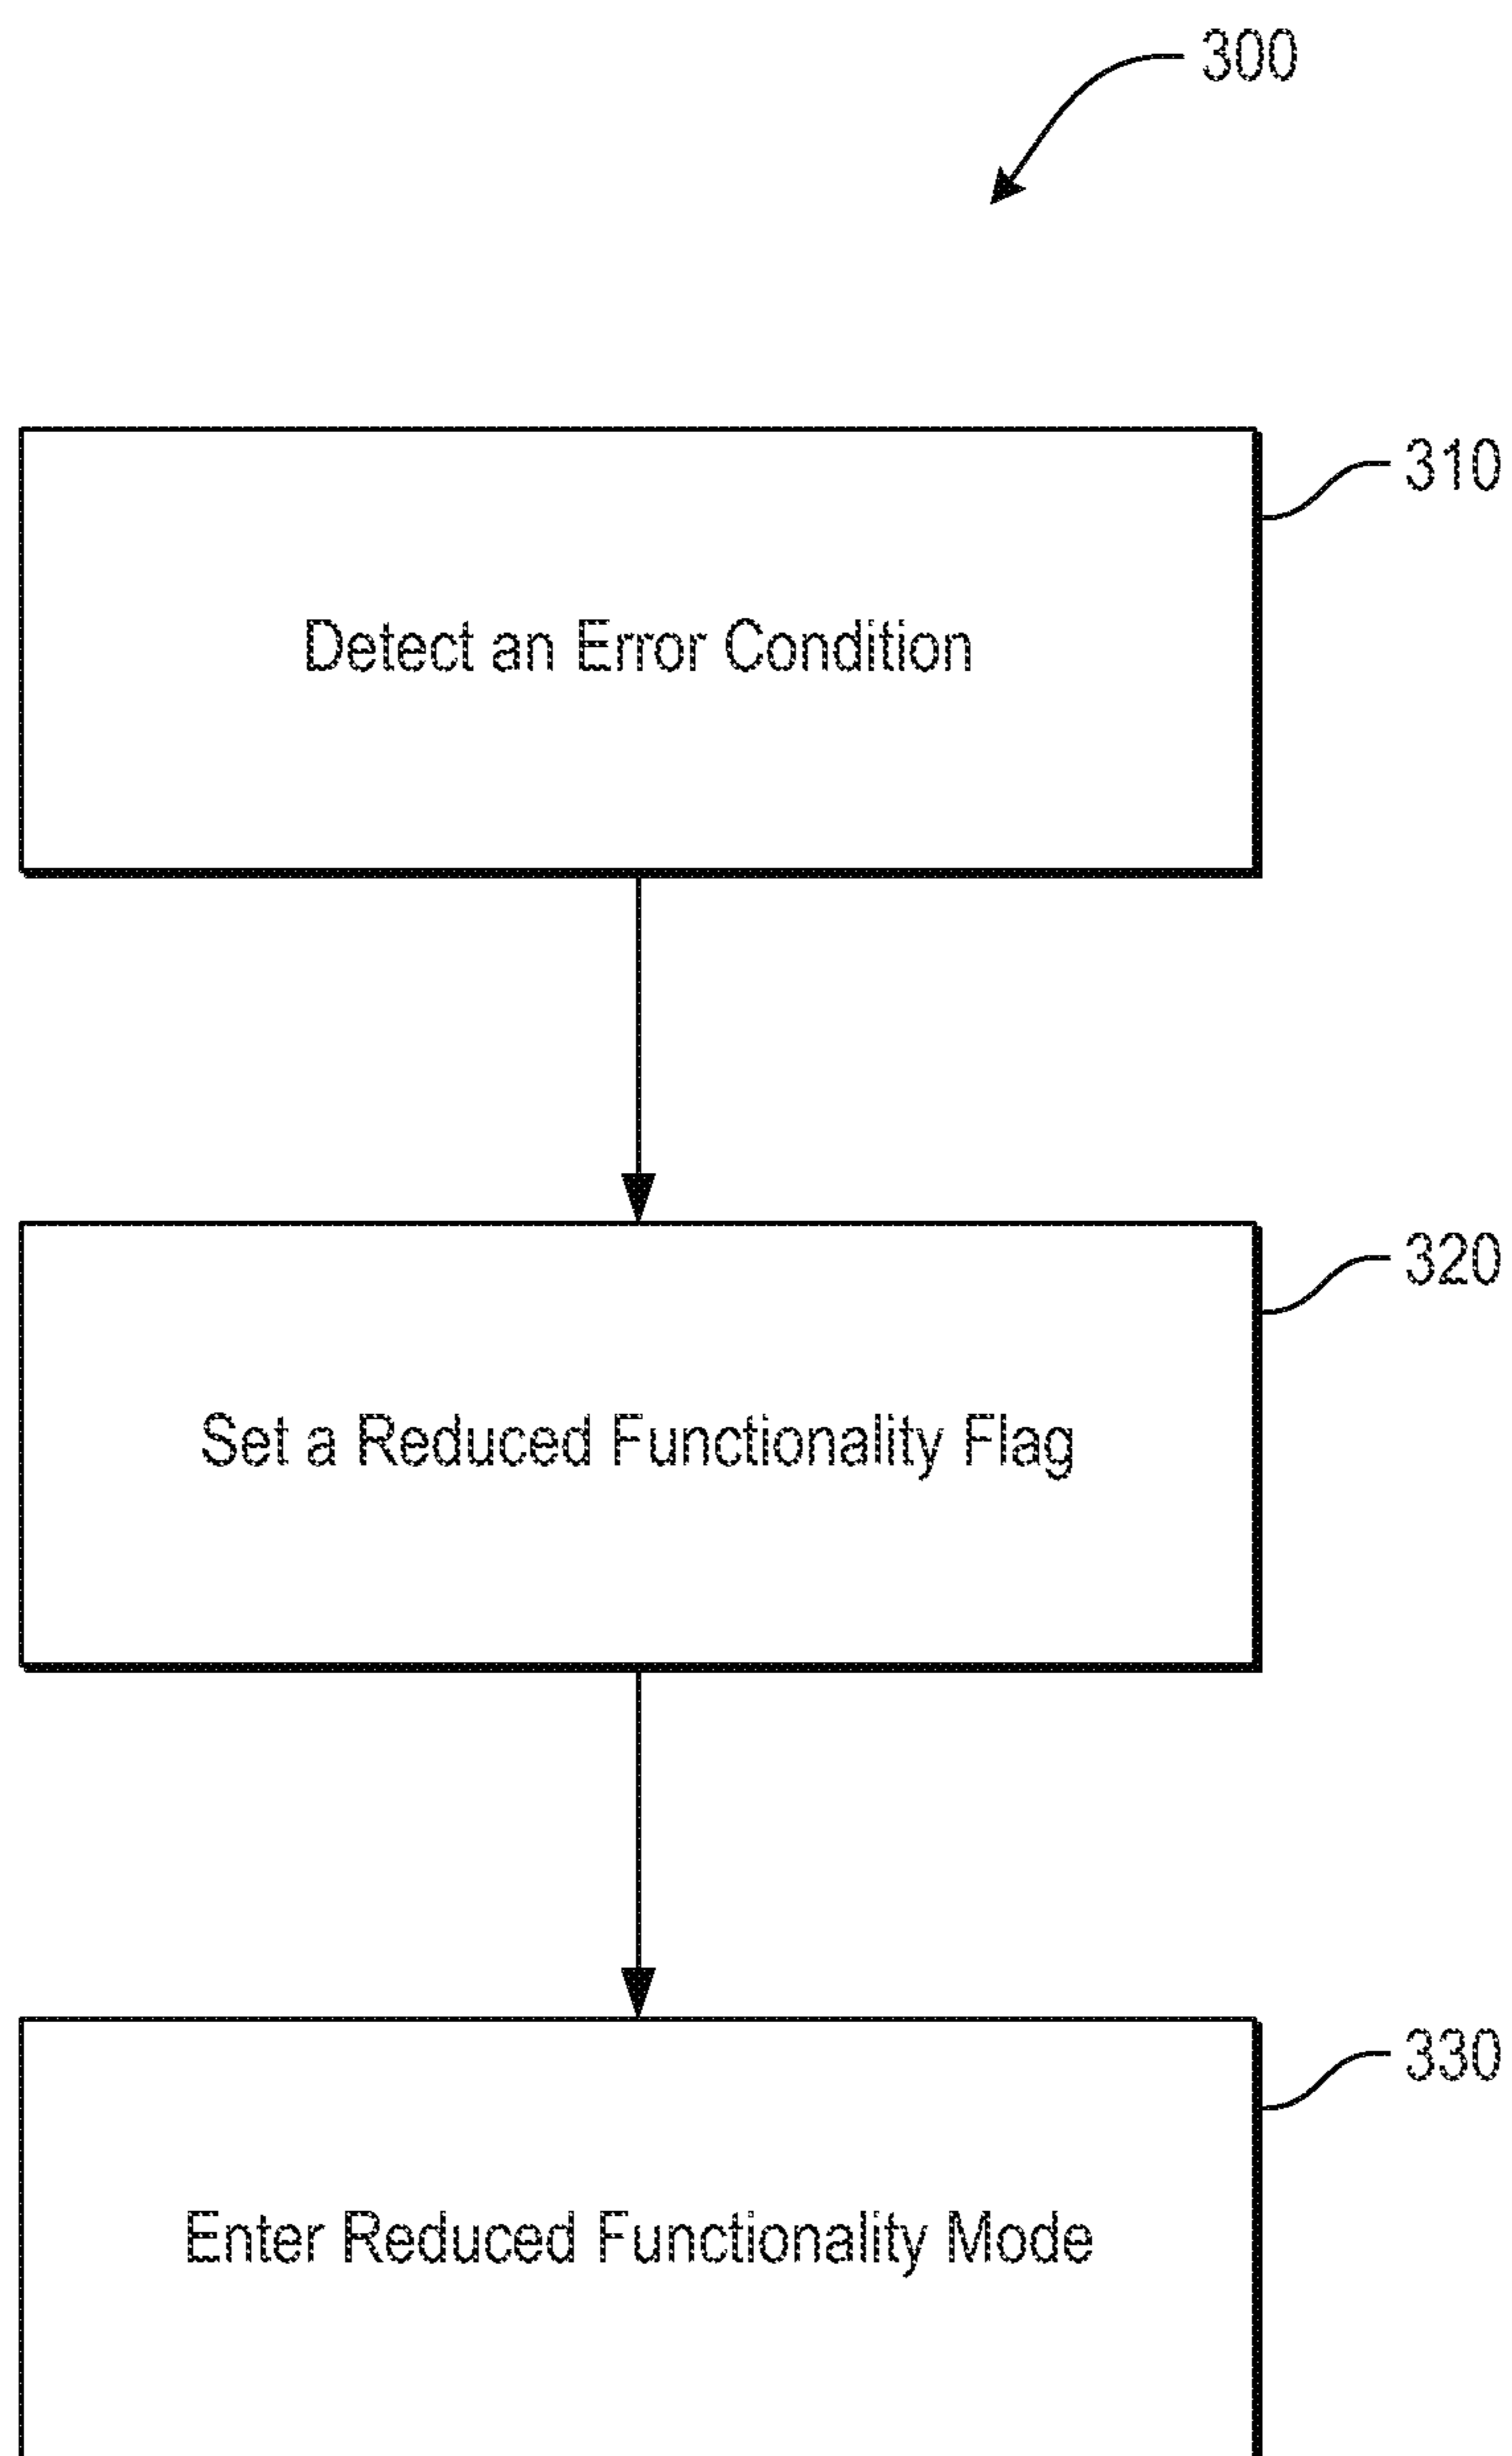 300
310
Detect an Error Condition
320
Set a Reduced Functionality Flag
330
Enter Reduced Functionality Mode